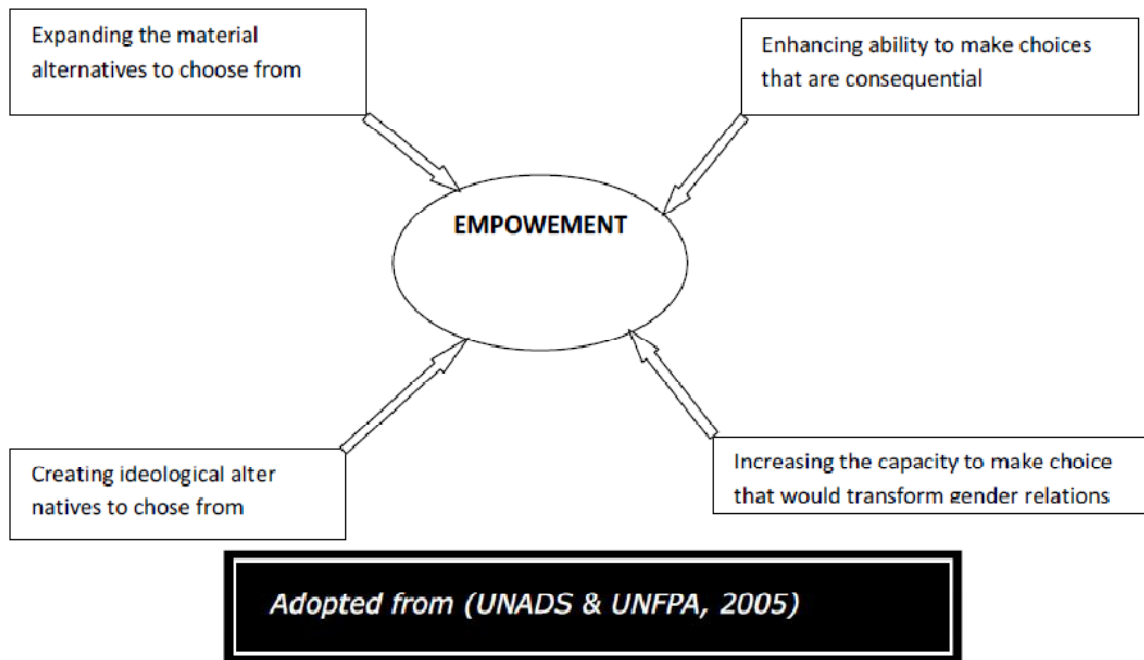 Expanding the material
alternatives to choose from
Enhancing ability to make choices
that are consequential
EMPOWEMENT
Creating ideological alter
natives to chose from
Increasing the capacity to make choice
that would transform gender relations
Adopted from (UNADS & UNFPA, 2005)